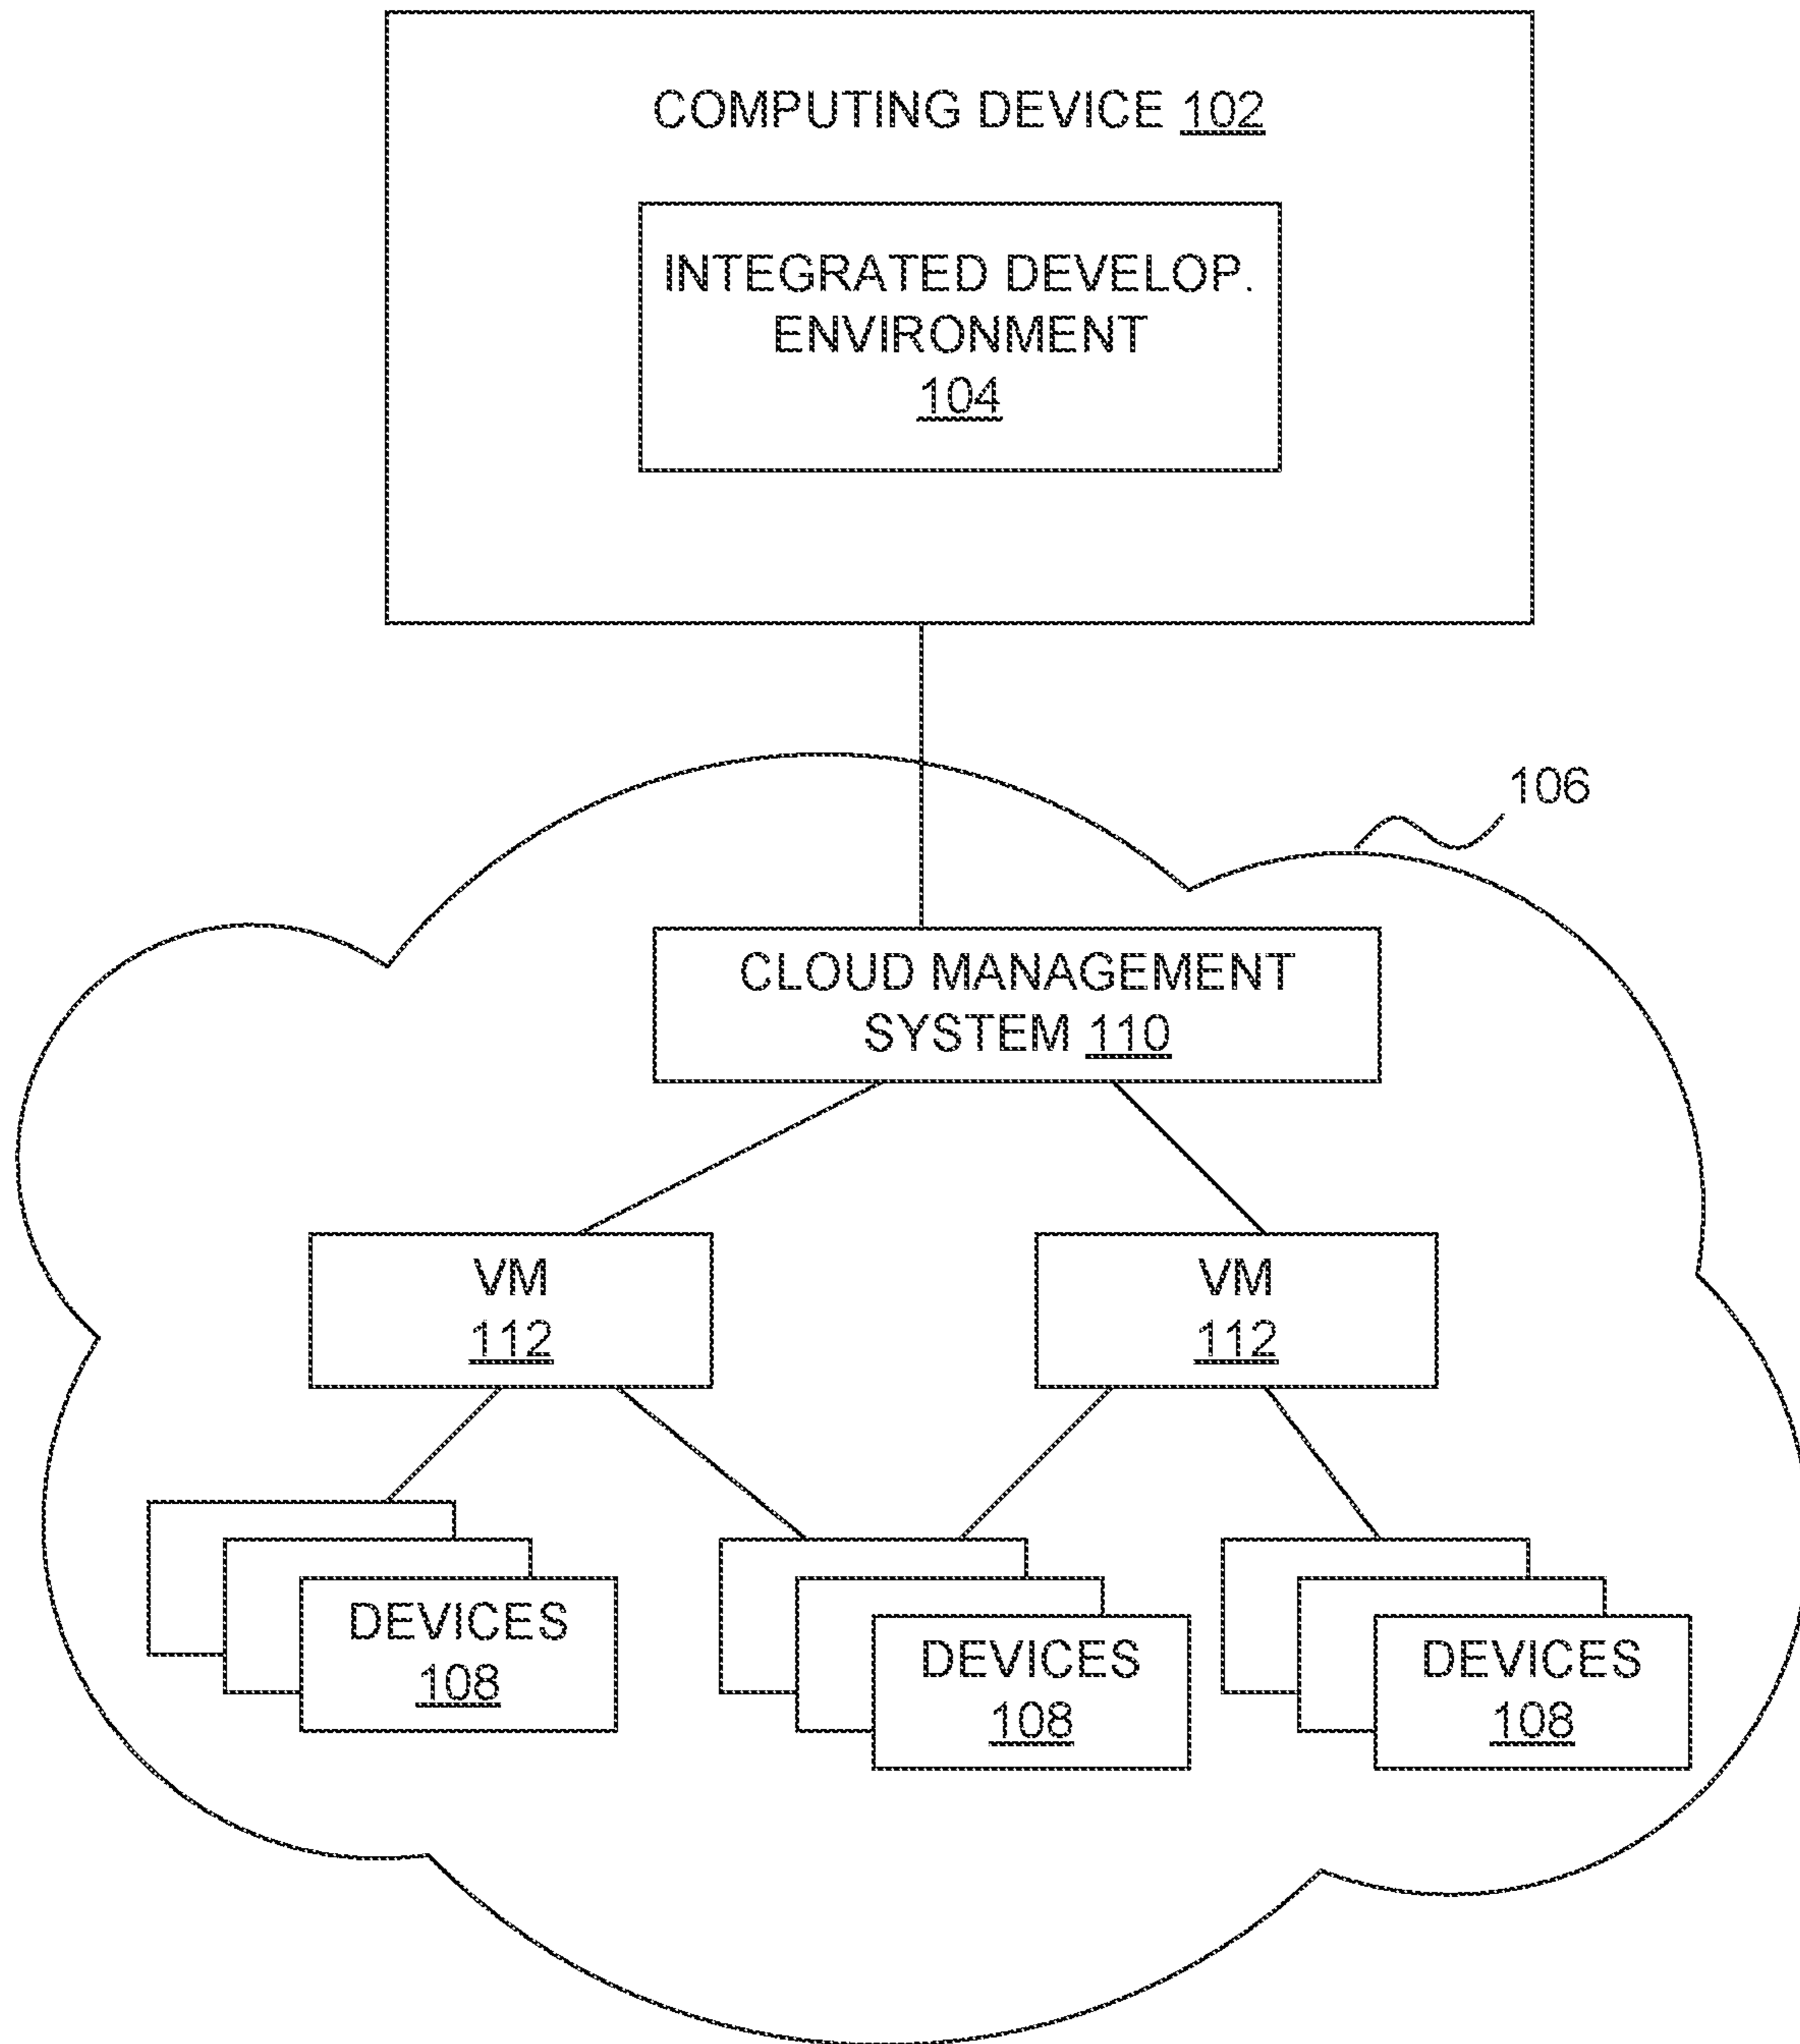 COMPUTING DEVICE 102
INTEGRATED DEVELOP.
ENVIRONMENT
104
106
CLOUD MANAGEMENT
SYSTEM 110
VM
112
VM
112
DEVICES
108
DEVICES
108
DEVICES
108